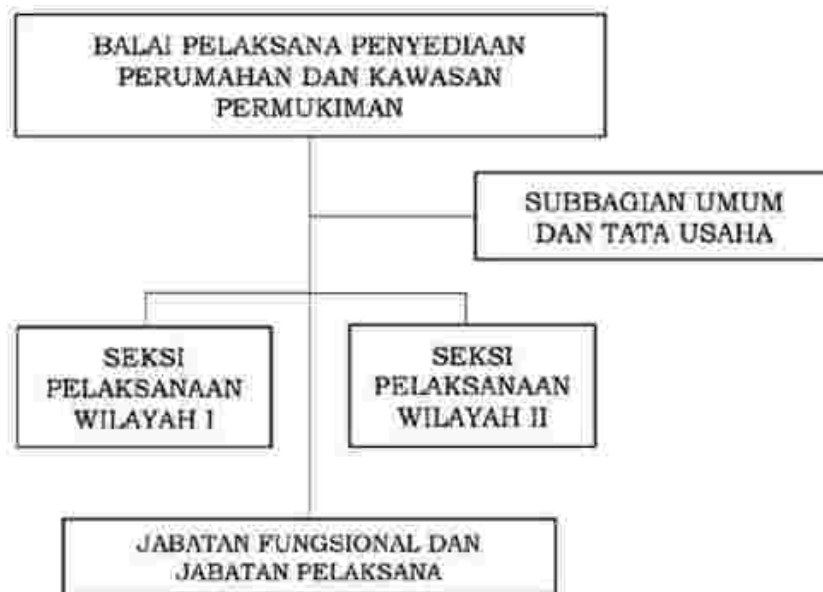 BALAI PELAKSANA PENYEDIAAN
PERUMAHAN DAN KAWASAN
PERMUKIMAN
SUBBAGIAN UMUM
DAN TATA USAHA
SEKSI
PELAKSANAAN
WILAYAH I
SEKSI
PELAKSANAAN
WILAYAH II
JABATAN FUNGSIONAL DAN
JABATAN PELAKSANA